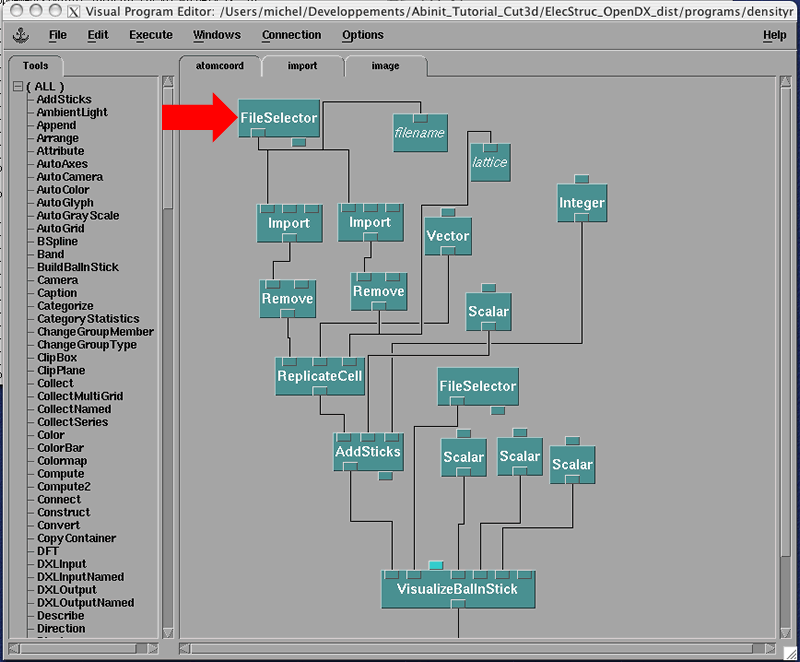 Visual Program Editor: /Users/michel/Developpements/Abinit_Tutorial_Cut3d/ElecStruc_OpenDX_dist/programs/densityr
File Edit Execute Windows Connection Options Help
Tools
atomcoord import image
( ALL )
AddSticks
AmbientLight
Append
Arrange
Attribute
AutoAxes
AutoCamera
AutoColor
AutoGlyph
AutoGrayScale
AutoGrid
BSpline
Band
BuildBallnStick
Camera
Caption
Categorize
CategoryStatistics
ChangeGroupMember
ChangeGroupType
ClipBox
ClipPlane
Collect
CollectMultiGrid
CollectNamed
CollectSeries
Color
ColorBar
Colormap
Compute
Compute2
Connect
Construct
Convert
CopyContainer
DFT
DXLInput
DXLInputNamed
DXLOutput
DXLOutputNamed
Describe
Direction
FileSelector
filename
lattice
Integer
Import
Import
Vector
Remove
Remove
Scalar
ReplicateCell
FileSelector
AddSticks
Scalar
Scalar
Scalar
VisualizeBallnStick